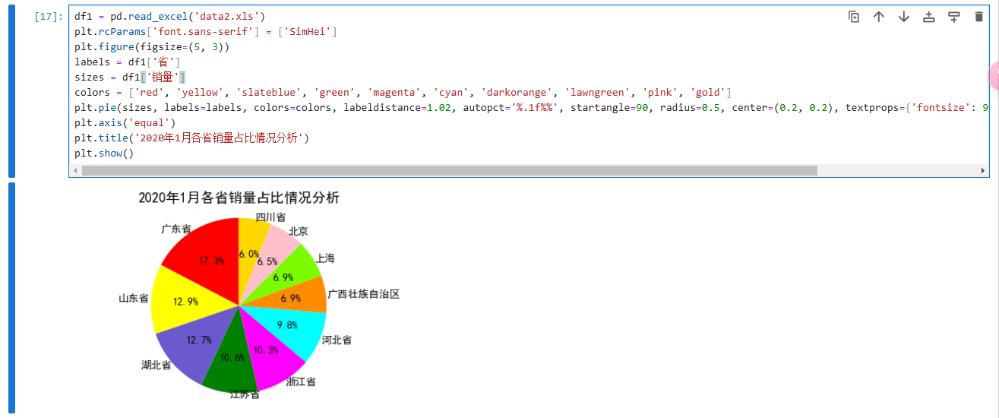 [17]:
df1 = pd.read_excel('data2.xls')
plt.rcParams['font.sans-serif'] = ['SimHei']
plt.figure(figsize=(5, 3))
labels = df1['省']
sizes = df1['销量']
colors = ['red', 'yellow', 'slateblue', 'green', 'magenta', 'cyan', 'darkorange', 'lawngreen', 'pink', 'gold']
plt.pie(sizes, labels=labels, colors=colors, labeldistance=1.02, autopct='%.1f%%', startangle=90, radius=0.5, center=(0.2, 0.2), textprops={'fontsize': 9
plt.axis('equal')
plt.title('2020年1月各省销量占比情况分析')
plt.show()
2020年1月各省销量占比情况分析
四川省
广东省
北京
6.0%
17.3%
6.5%
上海
6.9%
山东省
12.9%
6.9%
广西壮族自治区
9.8%
12.7%
河北省
10.3%
10.6%
湖北省
浙江省
江苏省